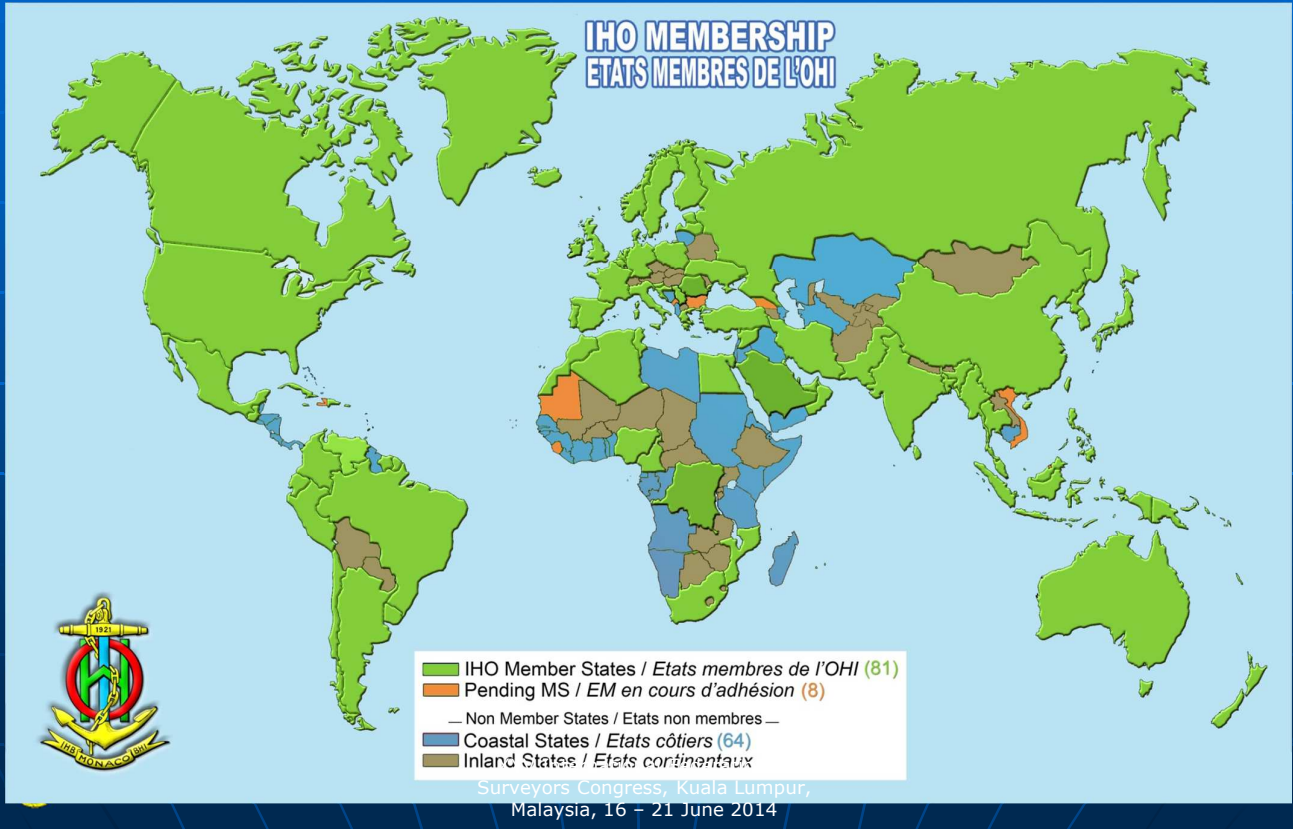 IHO MEMBERSHIP
ETATS MEMBRES DE L'OHI
1921
IHB MONACO BHI
IHO Member States / Etats membres de l'OHI (81)
Pending MS / EM en cours d'adhésion (8)
Non Member States / Etats non membres
Coastal States / Etats côtiers (64)
Inland States / Etats continentaux
Surveyors Congress, Kuala Lumpur,
Malaysia, 16 – 21 June 2014